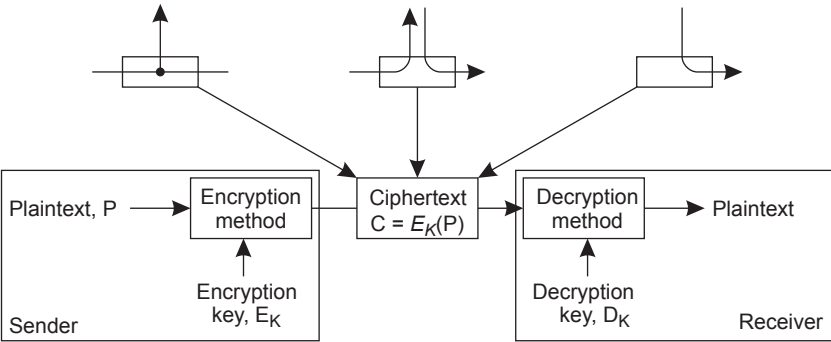 Plaintext, P
Encryption
method
Ciphertext
C = E_K(P)
Decryption
method
Plaintext
Encryption
key, E_K
Decryption
key, D_K
Sender
Receiver